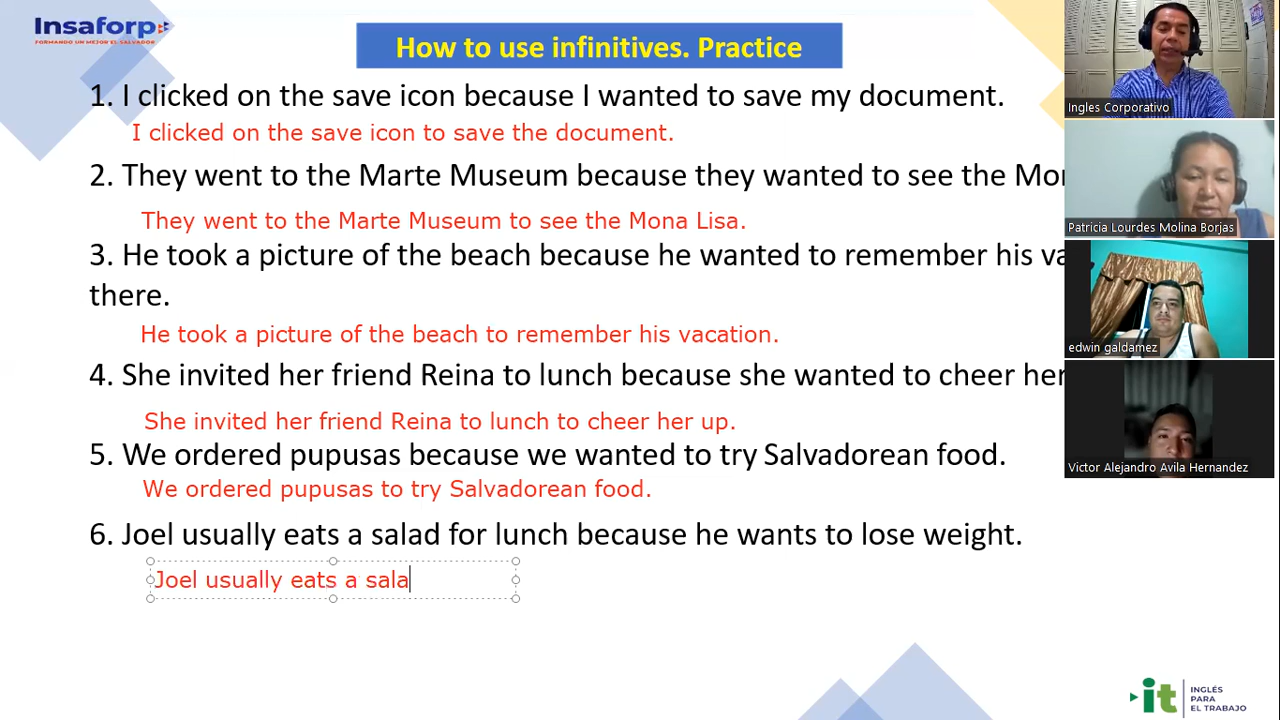 Insaforp
FORMANDO UN MEJOR EL SALVADOR
How to use infinitives. Practice
1. I clicked on the save icon because I wanted to save my document.
I clicked on the save icon to save the document.
2. They went to the Marte Museum because they wanted to see the
They went to the Marte Museum to see the Mona Lisa.
3. He took a picture of the beach because he wanted to remember his
there.
He took a picture of the beach to remember his vacation.
4. She invited her friend Reina to lunch because she wanted to cheer her
She invited her friend Reina to lunch to cheer her up.
5. We ordered pupusas because we wanted to try Salvadorean food.
We ordered pupusas to try Salvadorean food.
6. Joel usually eats a salad for lunch because he wants to lose weight.
Joel usually eats a sala
Ingles Corporativo
Patricia Lourdes Molina Borjas
edwin galdamez
Victor Alejandro Avila Hernandez
it
INGLÉS
PARA
EL TRABAJO